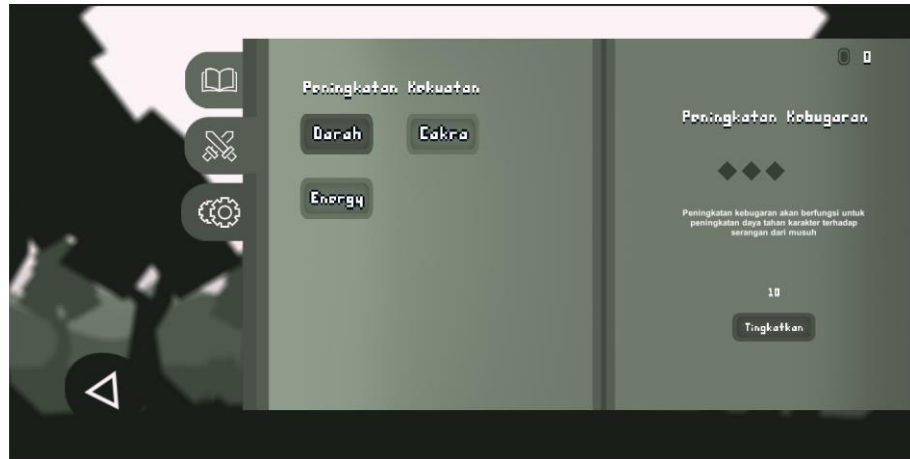 0
Peningkatan Kekuatan
Peningkatan Kebugaran
Darah
Cakra
Energy
Peningkatan kebugaran akan berfungsi untuk
peningkatan daya tahan karakter terhadap
serangan dari musuh
10
Tingkatkan